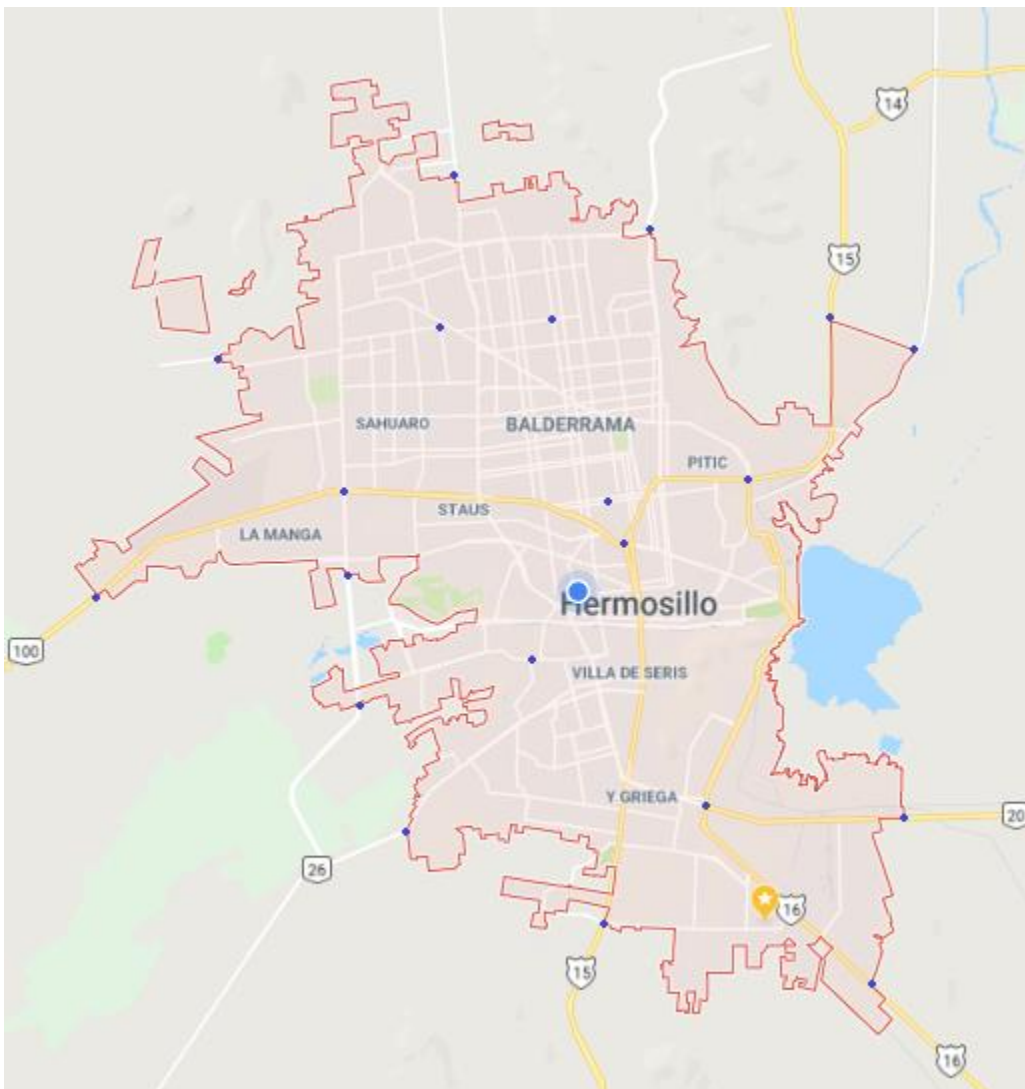 14
15
SAHUARO
BALDERRAMA
PITIC
STAUS
LA MANGA
Hermosillo
100
VILLA DE SERIS
Y GRIEGA
20
26
16
15
16